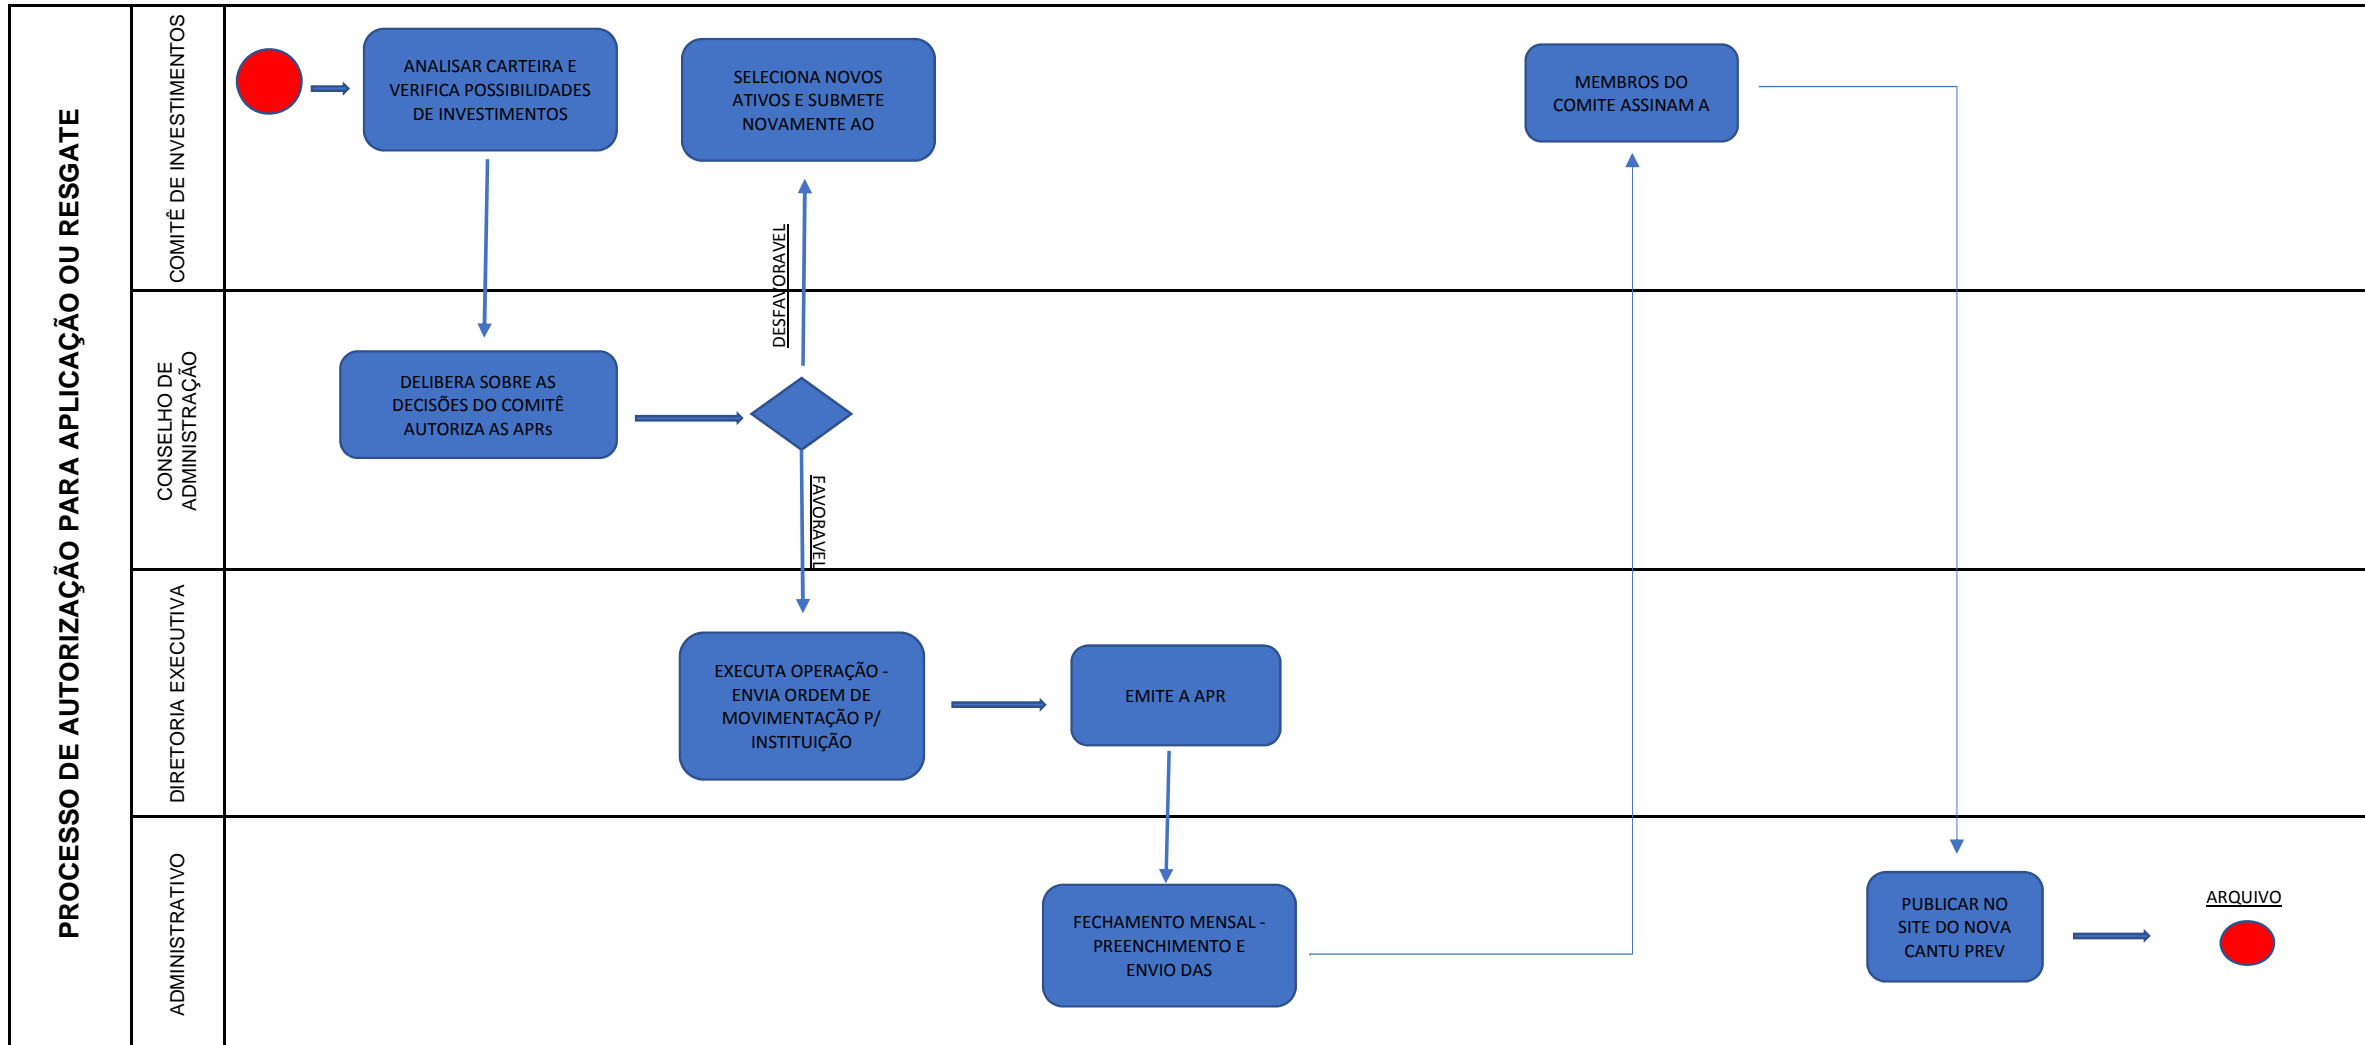 PROCESSO DE AUTORIZAÇÃO PARA APLICAÇÃO OU RESGATE
COMITÊ DE INVESTIMENTOS
ANALISAR CARTEIRA E
VERIFICA POSSIBILIDADES
DE INVESTIMENTOS
SELECIONA NOVOS
ATIVOS E SUBMETE
NOVAMENTE AO
MEMBROS DO
COMITE ASSINAM A
DESFAVORAVEL
CONSELHO DE
ADMINISTRAÇÃO
DELIBERA SOBRE AS
DECISÕES DO COMITÊ
AUTORIZA AS APRs
FAVORAVEL
DIRETORIA EXECUTIVA
EXECUTA OPERAÇÃO -
ENVIA ORDEM DE
MOVIMENTAÇÃO P/
INSTITUIÇÃO
EMITE A APR
ADMINISTRATIVO
FECHAMENTO MENSAL -
PREENCHIMENTO E
ENVIO DAS
PUBLICAR NO
SITE DO NOVA
CANTU PREV
ARQUIVO